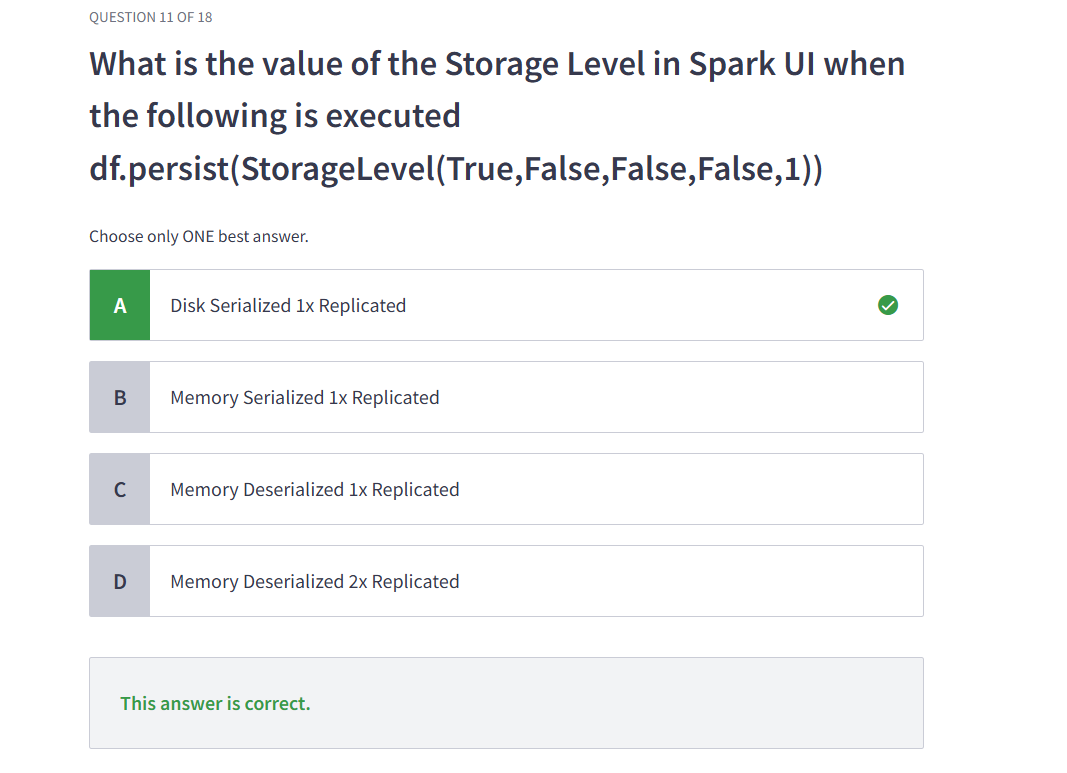 QUESTION 11 OF 18
What is the value of the Storage Level in Spark UI when
the following is executed
df.persist(StorageLevel(True,False,False,False,1))
Choose only ONE best answer.
A Disk Serialized 1x Replicated
B Memory Serialized 1x Replicated
C Memory Deserialized 1x Replicated
D Memory Deserialized 2x Replicated
This answer is correct.